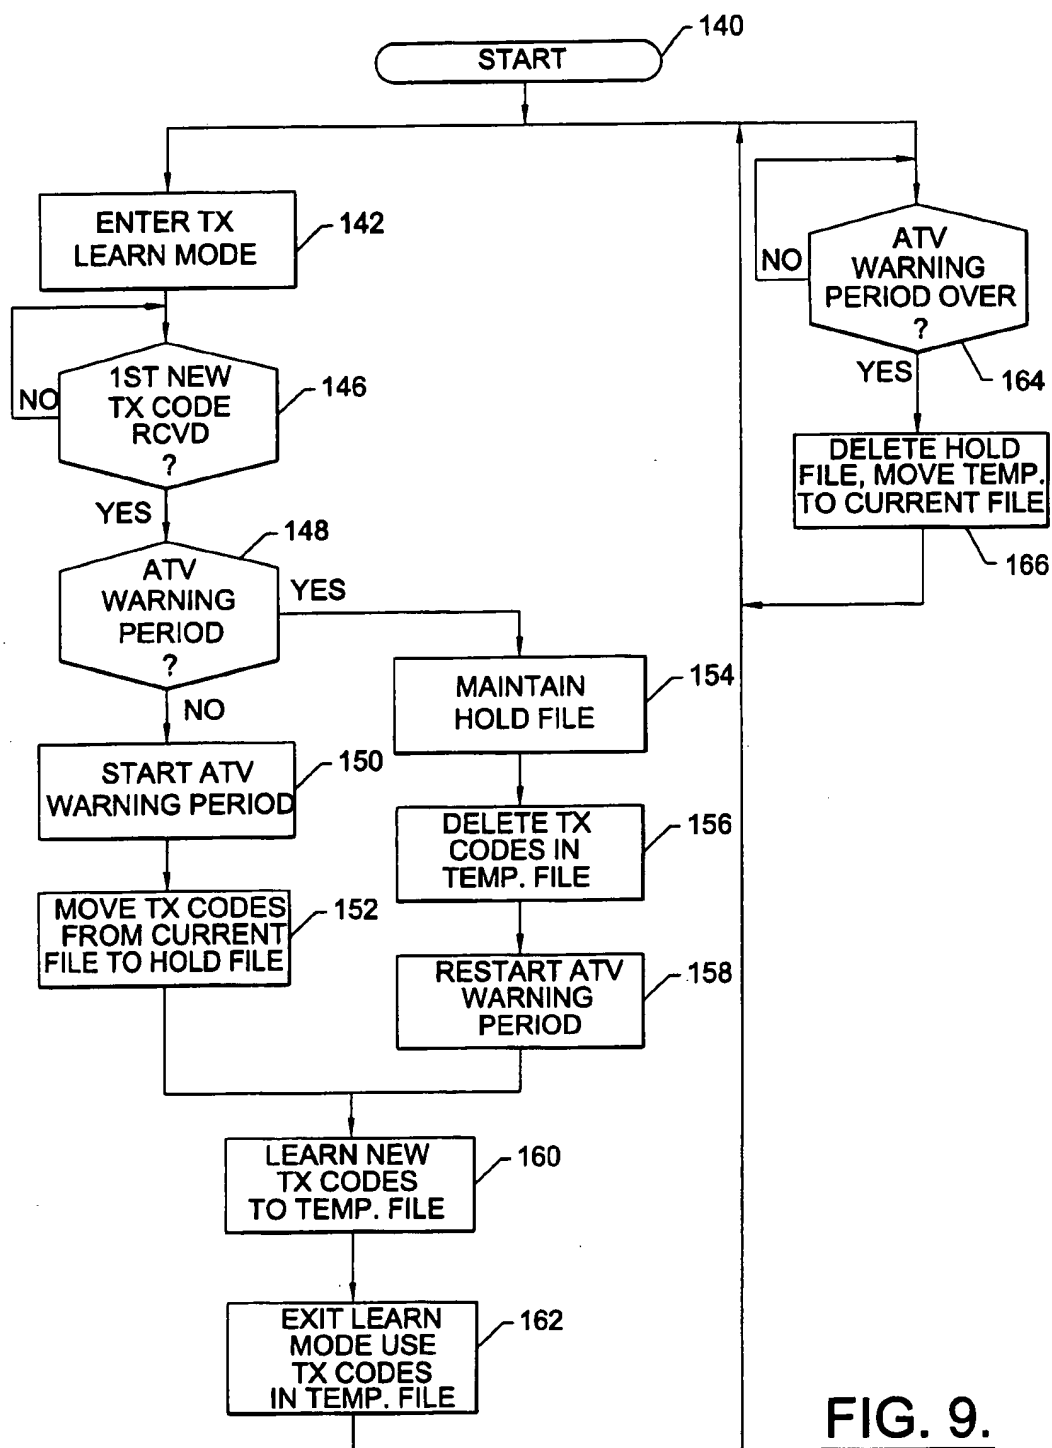 START
140
ENTER TX
LEARN MODE
142
NO
1ST NEW
TX CODE
RCVD
?
146
YES
148
ATV
WARNING
PERIOD
?
YES
NO
START ATV
WARNING PERIOD
150
MOVE TX CODES
FROM CURRENT
FILE TO HOLD FILE
152
MAINTAIN
HOLD FILE
154
DELETE TX
CODES IN
TEMP. FILE
156
RESTART ATV
WARNING
PERIOD
158
LEARN NEW
TX CODES
TO TEMP. FILE
160
EXIT LEARN
MODE USE
TX CODES
IN TEMP. FILE
162
NO
ATV
WARNING
PERIOD OVER
?
164
YES
DELETE HOLD
FILE, MOVE TEMP.
TO CURRENT FILE
166
FIG. 9.